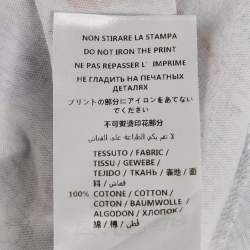 NON STIRARE LA STAMPA
DO NOT IRON THE PRINT
NE PAS REPASSER L' IMPRIME
НЕ ГЛАДИТЬ НА ПЕЧАТНЫХ
ДЕТАЛЯХ
プリントの部分にアイロンをあてない
でください
不可熨烫印花部分
لا تقم بكي الطباعة على القماش
TESSUTO / FABRIC /
TISSU / GEWEBE /
TEJIDO / ТКАНЬ / 表地 / 面
料 / قماش /
100% COTONE / COTTON /
COTON / BAUMWOLLE /
ALGODON / ХЛОПОК /
綿 / 棉 / قطن /